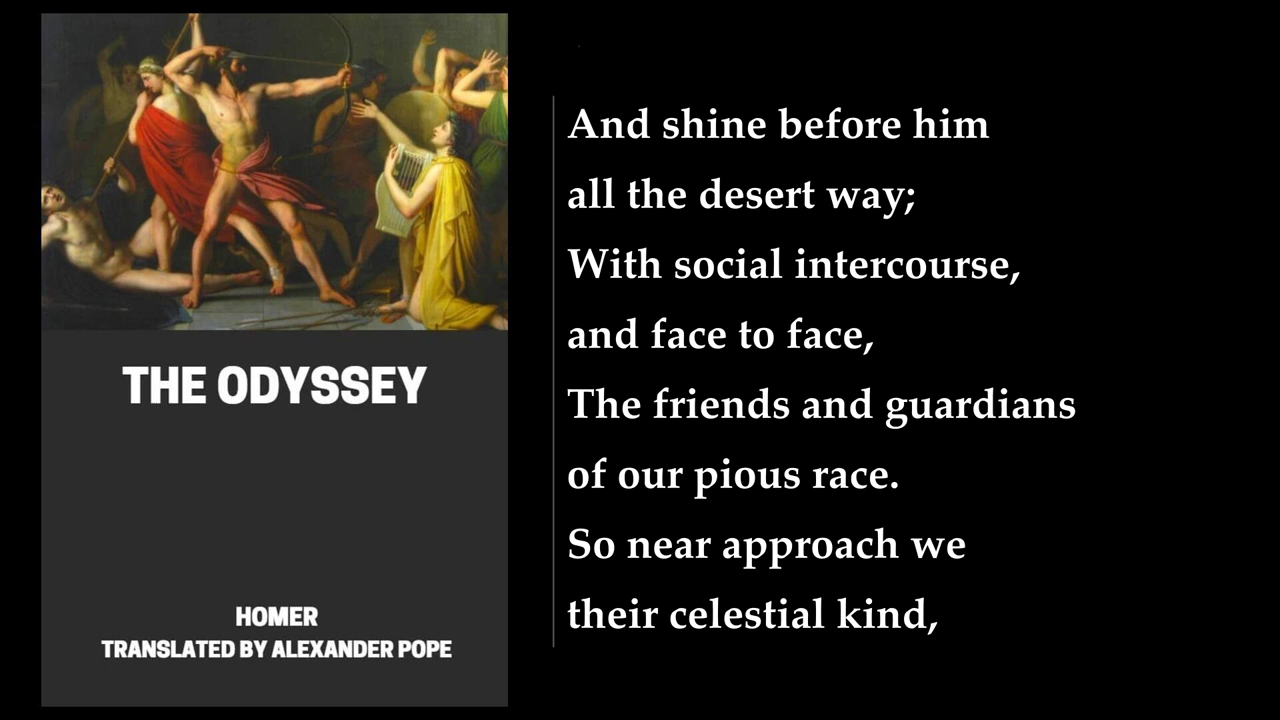 THE ODYSSEY
HOMER
TRANSLATED BY ALEXANDER POPE
And shine before him
all the desert way;
With social intercourse,
and face to face,
The friends and guardians
of our pious race.
So near approach we
their celestial kind,